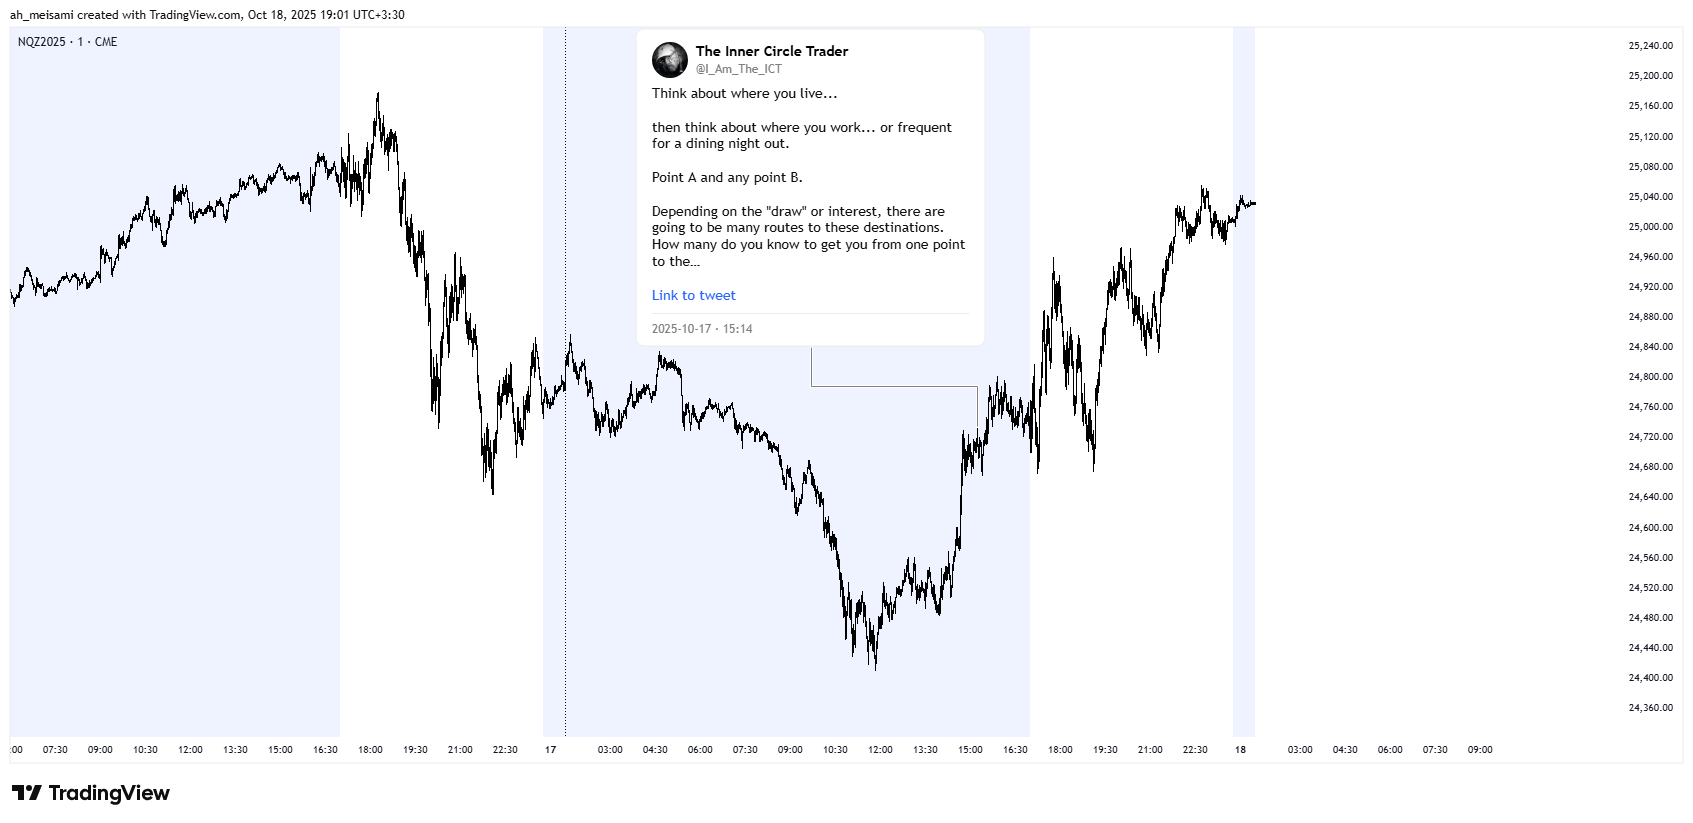 ah_meisami created with TradingView.com, Oct 18, 2025 19:01 UTC+3:30
NQZ2025 · 1 · CME
The Inner Circle Trader
@I_Am_The_ICT
Think about where you live...
then think about where you work... or frequent
for a dining night out.
Point A and any point B.
Depending on the "draw" or interest, there are
going to be many routes to these destinations.
How many do you know to get you from one point
to the...
Link to tweet
2025-10-17 · 15:14
25,240.00
25,200.00
25,160.00
25,120.00
25,080.00
25,040.00
25,000.00
24,960.00
24,920.00
24,880.00
24,840.00
24,800.00
24,760.00
24,720.00
24,680.00
24,640.00
24,600.00
24,560.00
24,520.00
24,480.00
24,440.00
24,400.00
24,360.00
:00 07:30 09:00 10:30 12:00 13:30 15:00 16:30 18:00 19:30 21:00 22:30 17 03:00 04:30 06:00 07:30 09:00 10:30 12:00 13:30 15:00 16:30 18:00 19:30 21:00 22:30 18 03:00 04:30 06:00 07:30 09:00
TradingView